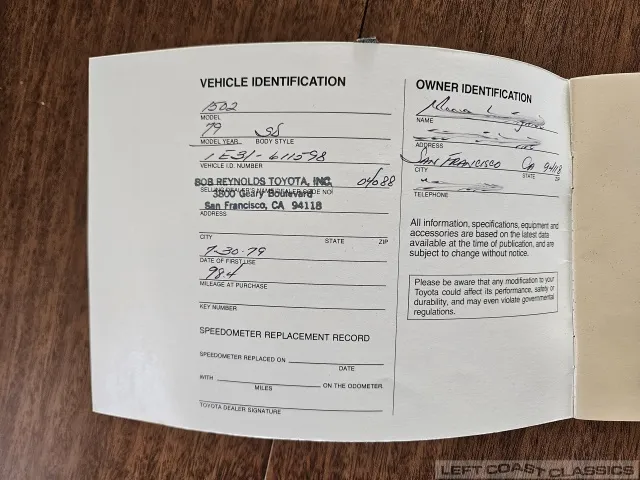 VEHICLE IDENTIFICATION
1502
MODEL
79 sd
MODEL YEAR BODY STYLE
1 E31-611598
VEHICLE I.D. NUMBER
BOB REYNOLDS TOYOTA, INC. 04088
3800 Geary Boulevard
San Francisco, CA 94118
ADDRESS
CITY STATE ZIP
7-30-79
DATE OF FIRST USE
98.4
MILEAGE AT PURCHASE
KEY NUMBER
SPEEDOMETER REPLACEMENT RECORD
SPEEDOMETER REPLACED ON
DATE
WITH ON THE ODOMETER.
MILES
TOYOTA DEALER SIGNATURE
OWNER IDENTIFICATION
NAME
ADDRESS
SAN FRANCISCO CA 94118
CITY STATE ZIP
TELEPHONE
All information, specifications, equipment and
accessories are based on the latest data
available at the time of publication, and are
subject to change without notice.
Please be aware that any modification to your
Toyota could affect its performance, safety or
durability, and may even violate governmental
regulations.
LEFT COAST CLASSICS